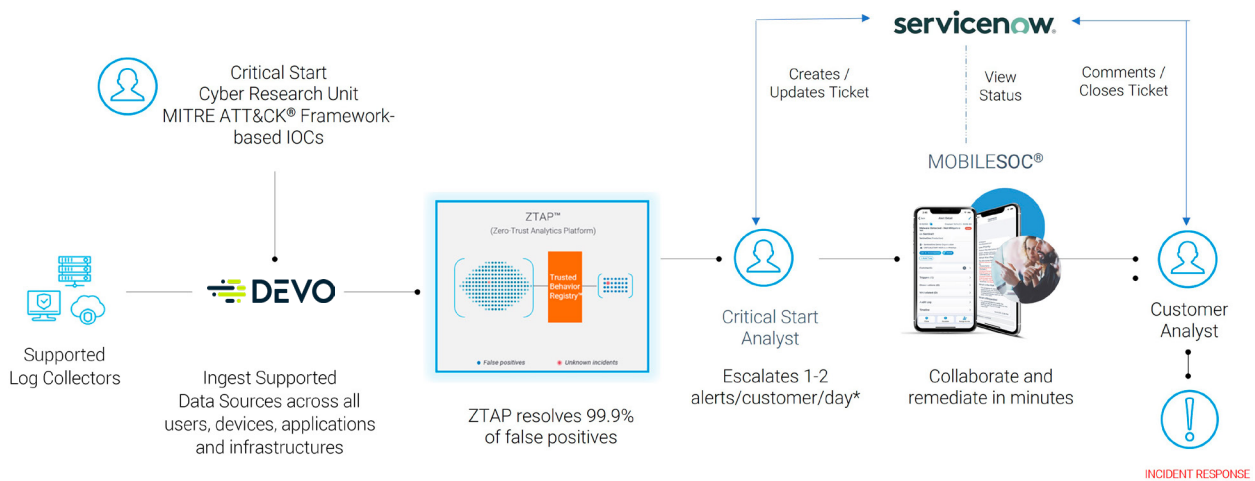 servicenow®
Creates /
Updates Ticket
View
Status
Comments /
Closes Ticket
Critical Start
Cyber Research Unit
MITRE ATT&CK® Framework-
based IOCs
MOBILESOC®
ZTAP™
(Zero Trust Analytics Platform)
Trusted
Behavior
Registry™
False positives
Unknown incidents
DEVO
Supported
Log Collectors
Ingest Supported
Data Sources across all
users, devices, applications
and infrastructures
ZTAP resolves 99.9%
of false positives
Critical Start
Analyst
Escalates 1-2
alerts/customer/day*
Collaborate and
remediate in minutes
Customer
Analyst
INCIDENT RESPONSE